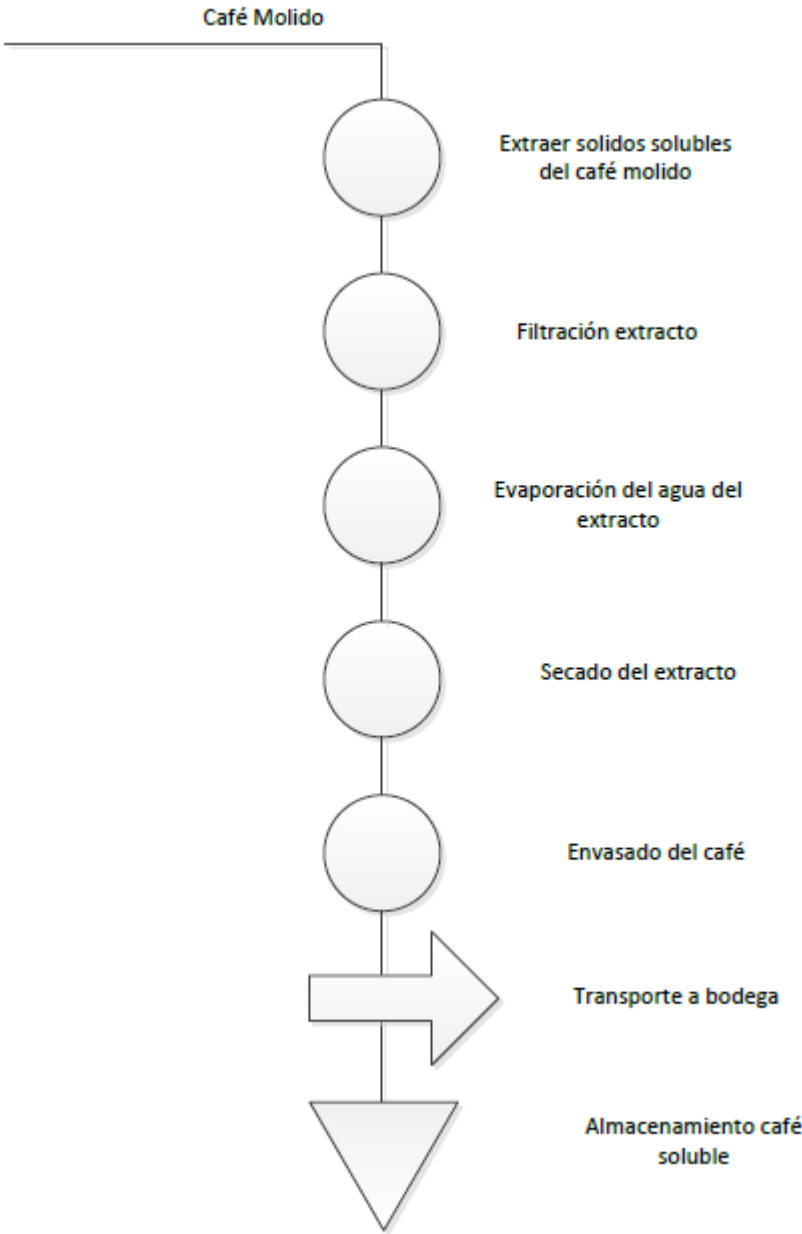 Café Molido
Extraer solidos solubles
del café molido
Filtración extracto
Evaporación del agua del
extracto
Secado del extracto
Envasado del café
Transporte a bodega
Almacenamiento café
soluble